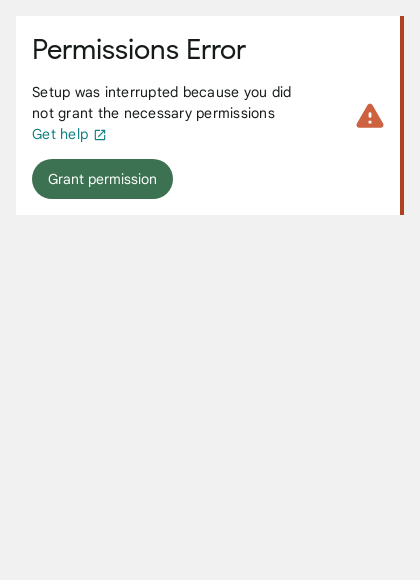 Permissions Error
Setup was interrupted because you did
not grant the necessary permissions
Get help
Grant permission